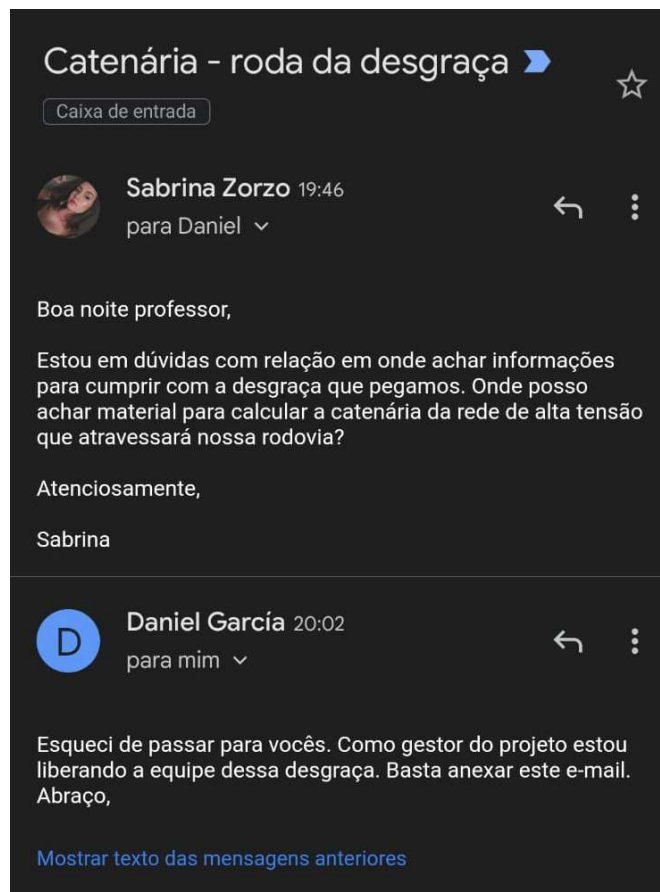 Catenária - roda da desgraça
Caixa de entrada
Sabrina Zorzo 19:46
para Daniel
Boa noite professor,
Estou em dúvidas com relação em onde achar informações
para cumprir com a desgraça que pegamos. Onde posso
achar material para calcular a catenária da rede de alta tensão
que atravessará nossa rodovia?
Atenciosamente,
Sabrina
D
Daniel García 20:02
para mim
Esqueci de passar para vocês. Como gestor do projeto estou
liberando a equipe dessa desgraça. Basta anexar este e-mail.
Abraço,
Mostrar texto das mensagens anteriores